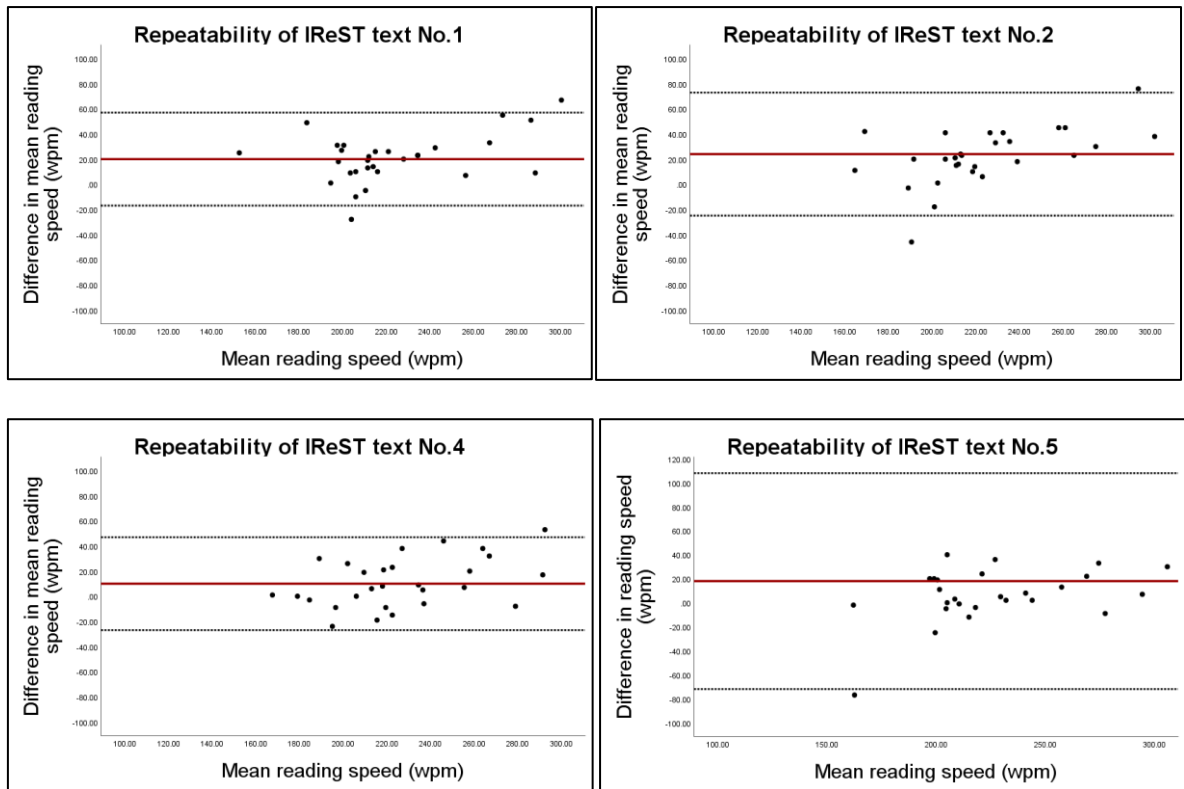 Repeatability of IReST text No.1
Difference in mean reading
speed (wpm)
100.00
80.00
60.00
40.00
20.00
.00
-20.00
-40.00
-60.00
-80.00
-100.00
100.00 120.00 140.00 160.00 180.00 200.00 220.00 240.00 260.00 280.00 300.00
Mean reading speed (wpm)
Repeatability of IReST text No.2
Difference in mean reading
speed (wpm)
100.00
80.00
60.00
40.00
20.00
.00
-20.00
-40.00
-60.00
-80.00
-100.00
100.00 120.00 140.00 160.00 180.00 200.00 220.00 240.00 260.00 280.00 300.00
Mean reading speed (wpm)
Repeatability of IReST text No.4
Difference in mean reading
speed (wpm)
100.00
80.00
60.00
40.00
20.00
.00
-20.00
-40.00
-60.00
-80.00
-100.00
100.00 120.00 140.00 160.00 180.00 200.00 220.00 240.00 260.00 280.00 300.00
Mean reading speed (wpm)
Repeatability of IReST text No.5
Difference in reading speed
(wpm)
120.00
100.00
80.00
60.00
40.00
20.00
.00
-20.00
-40.00
-60.00
-80.00
-100.00
100.00 150.00 200.00 250.00 300.00
Mean reading speed (wpm)